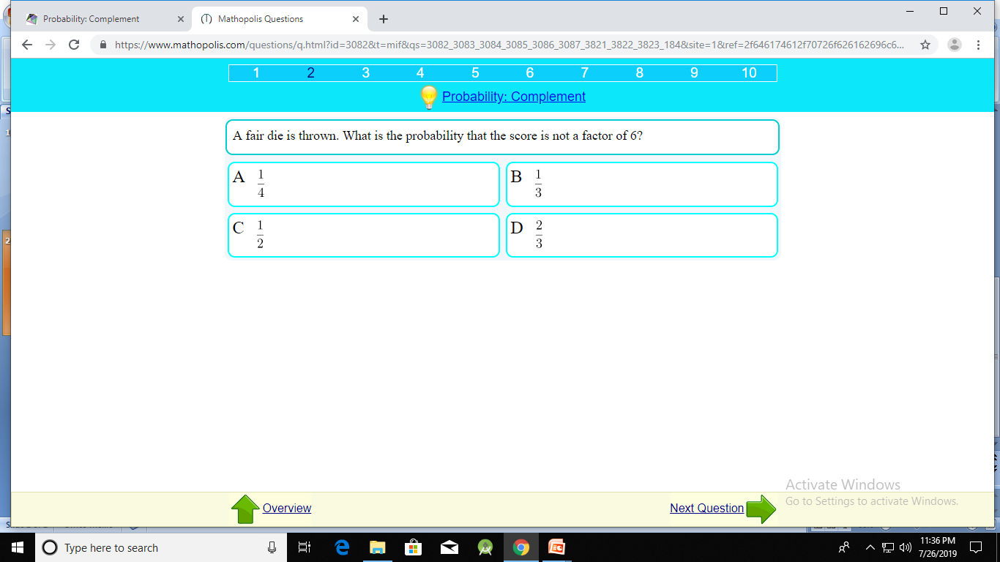 Probability: Complement
Mathopolis Questions
https://www.mathopolis.com/questions/q.html?id=3082&t=mif&qs=3082_3083_3084_3085_3086_3087_3821_3822_3823_184&site=1&ref=2f646174612f70726f626162696c6...
1 2 3 4 5 6 7 8 9 10
Probability: Complement
A fair die is thrown. What is the probability that the score is not a factor of 6?
A 1/4
B 1/3
C 1/2
D 2/3
Activate Windows
Go to Settings to activate Windows.
Overview
Next Question
Type here to search
11:36 PM
7/26/2019